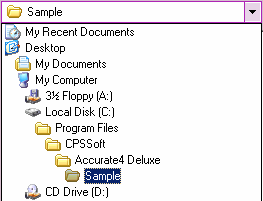 Sample
My Recent Documents
Desktop
My Documents
My Computer
3½ Floppy (A:)
Local Disk (C:)
Program Files
CPSSoft
Accurate4 Deluxe
Sample
CD Drive (D:)